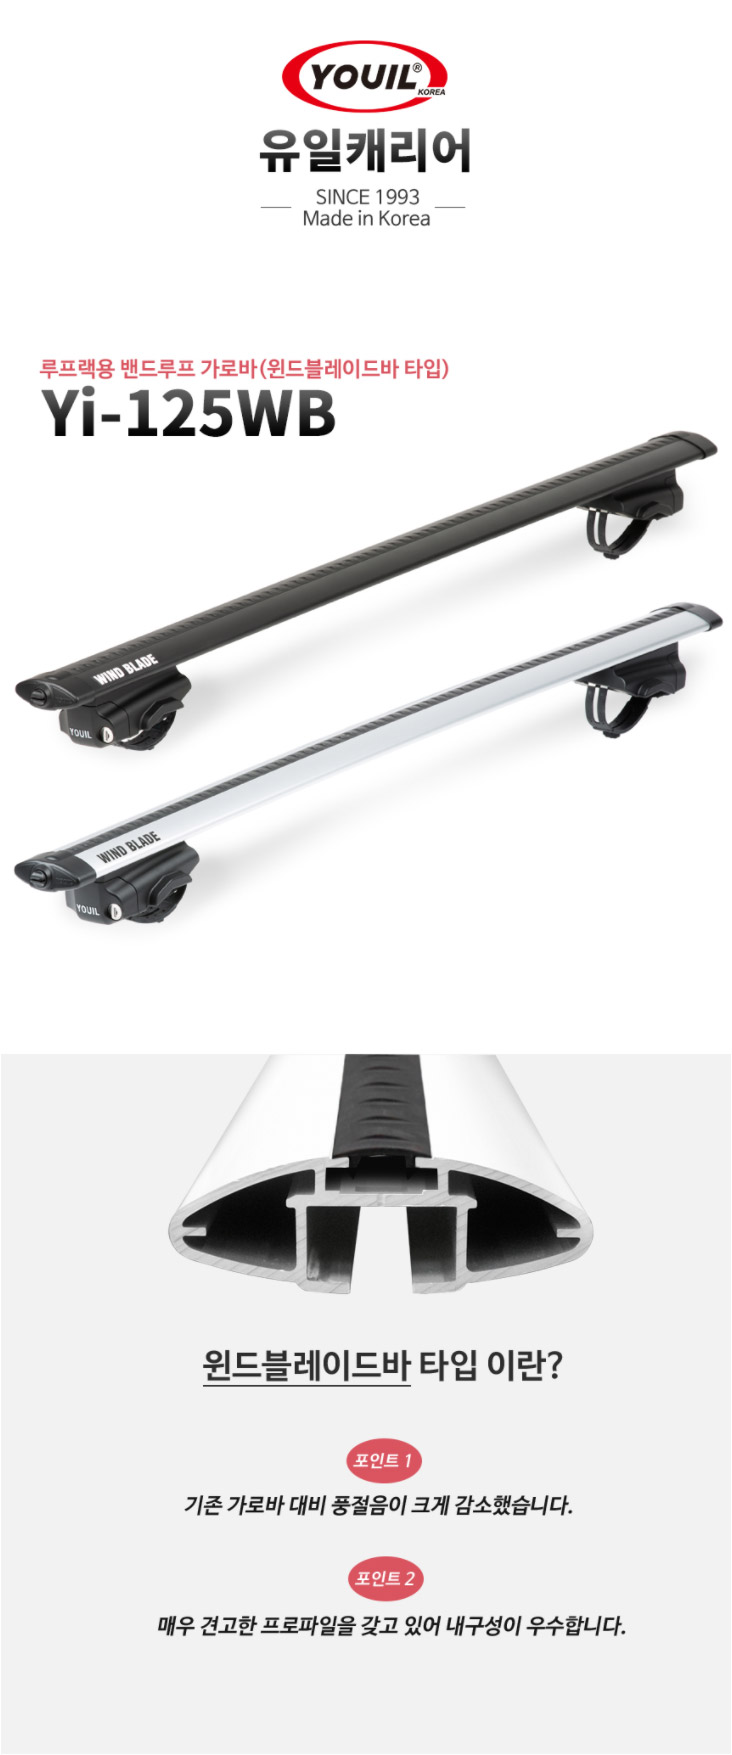 YOUIL®
KOREA
유일캐리어
SINCE 1993
Made in Korea
루프랙용 밴드루프 가로바(윈드블레이드바 타입)
Yi-125WB
WIND BLADE
YOUIL
WIND BLADE
YOUIL
윈드블레이드바 타입 이란?
포인트 1
기존 가로바 대비 풍절음이 크게 감소했습니다.
포인트 2
매우 견고한 프로파일을 갖고 있어 내구성이 우수합니다.